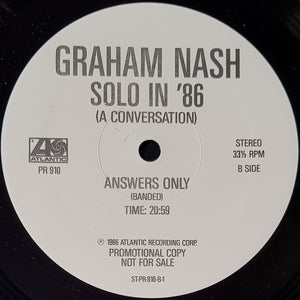 GRAHAM NASH
SOLO IN '86
(A CONVERSATION)
ATLANTIC
PR 910
STEREO
33⅓ RPM
B SIDE
ANSWERS ONLY
(BANDED)
TIME: 20:59
Ⓟ 1986 ATLANTIC RECORDING CORP.
PROMOTIONAL COPY
NOT FOR SALE
ST-PR-910-B-1